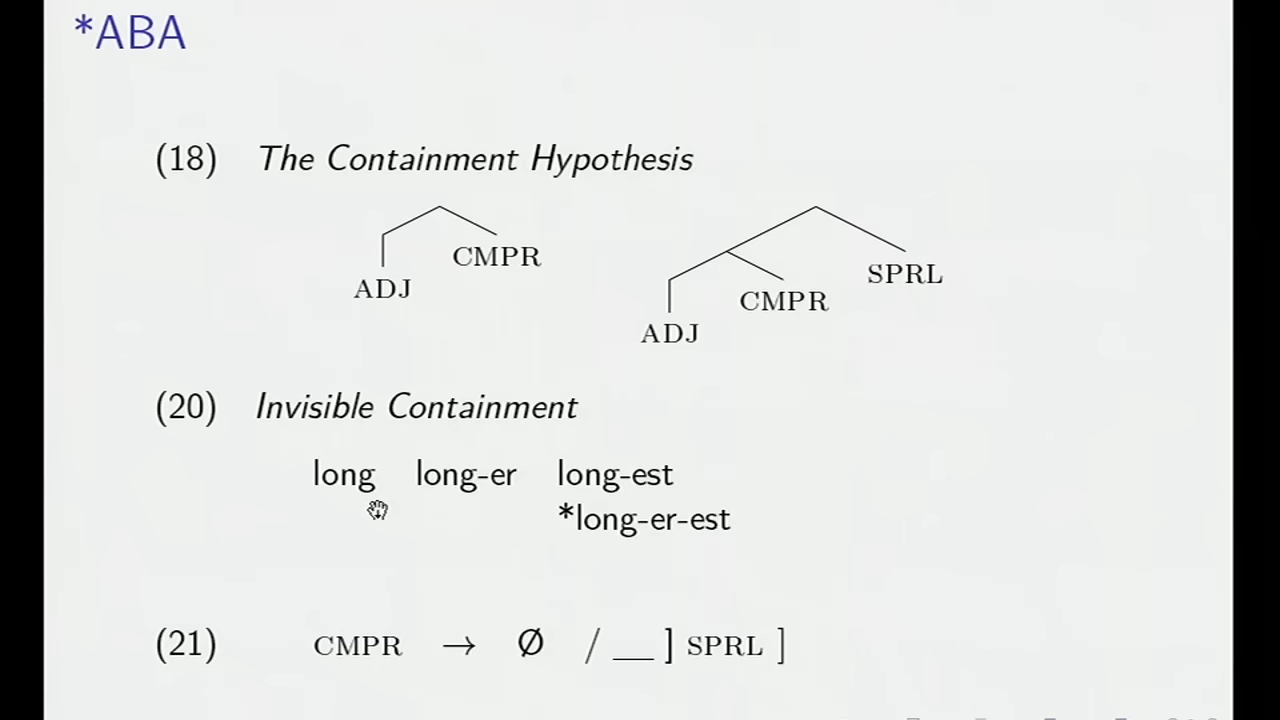 *ABA
(18) The Containment Hypothesis
ADJ CMPR
ADJ CMPR SPRL
(20) Invisible Containment
long long-er long-est
*long-er-est
(21) CMPR → Ø / __ ] SPRL ]